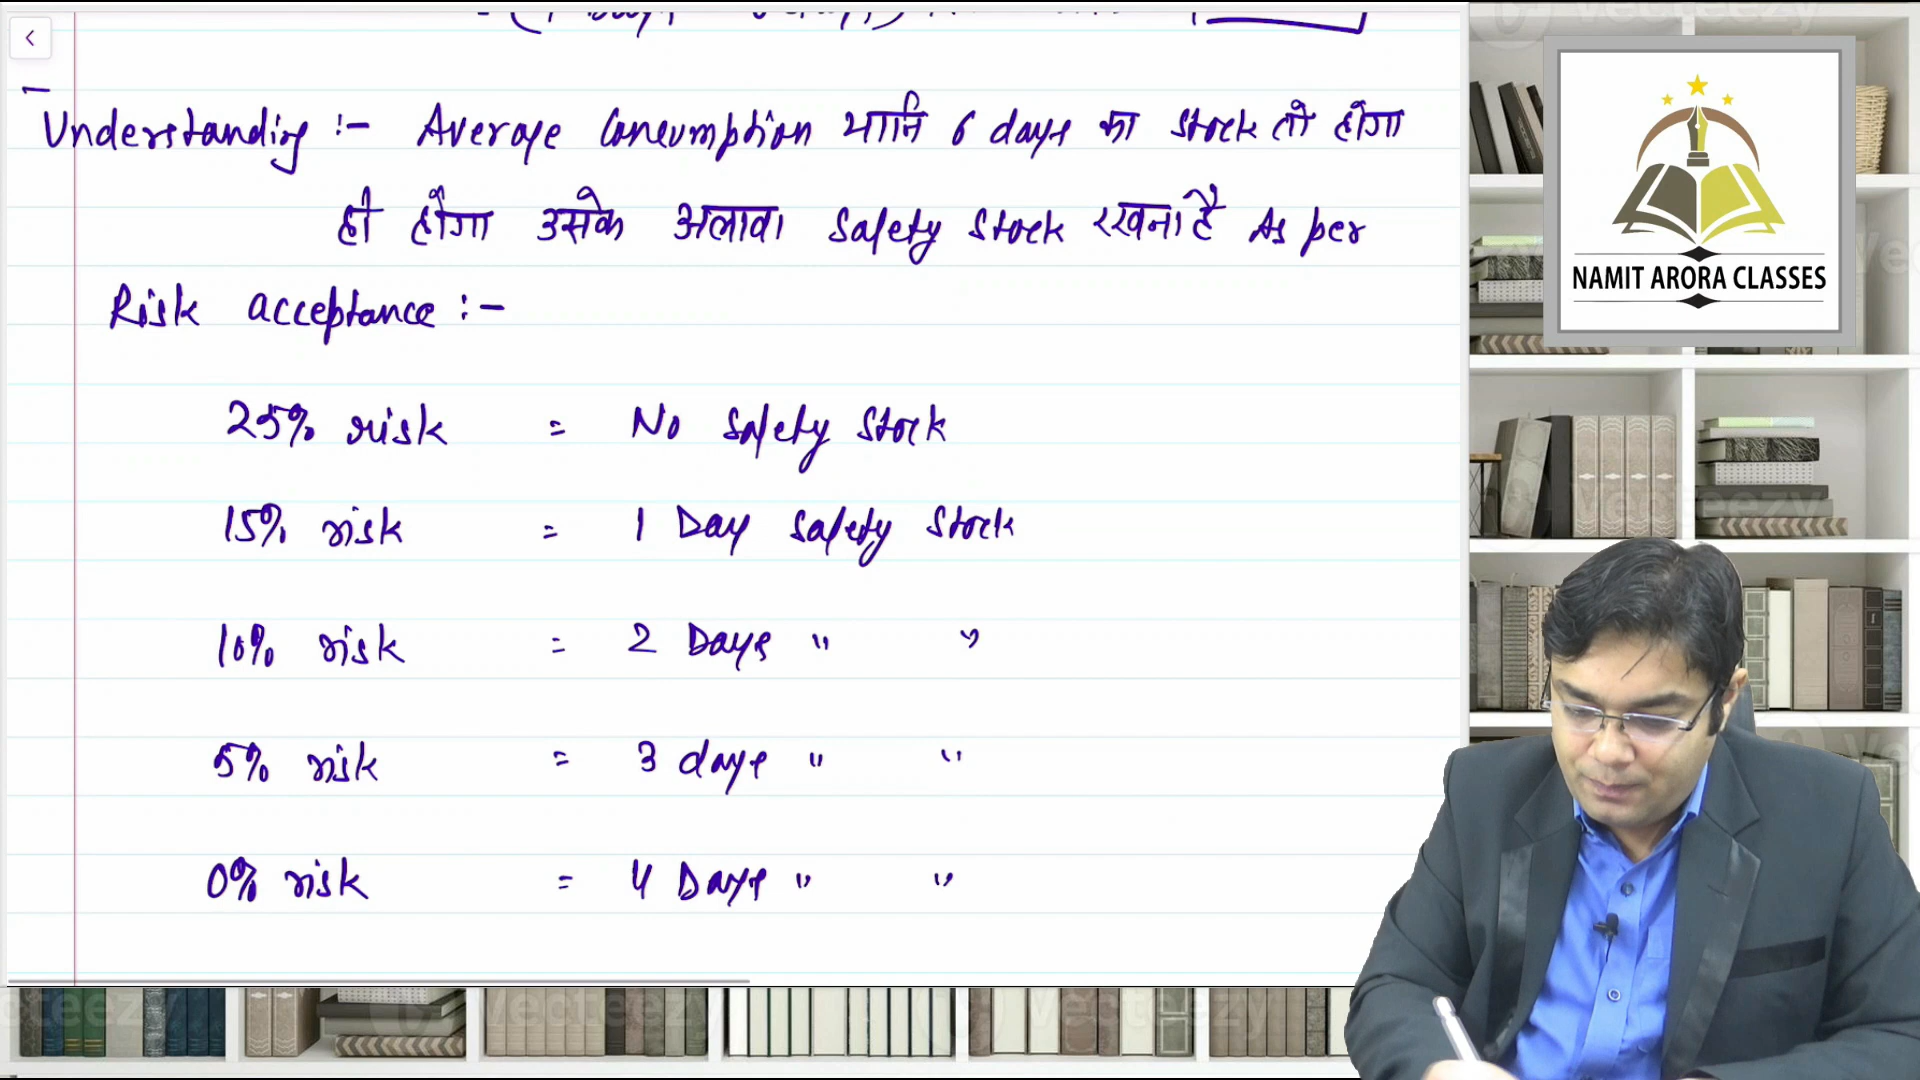 Understanding :- Average Consumption यानि 6 days का stock तो होगा
ही होगा उसके अलावा Safety Stock रखना है As per
Risk acceptance :-
25% risk = No Safety Stock
15% risk = 1 Day Safety Stock
10% risk = 2 Days " "
5% risk = 3 days " "
0% risk = 4 Days " "
NAMIT ARORA CLASSES